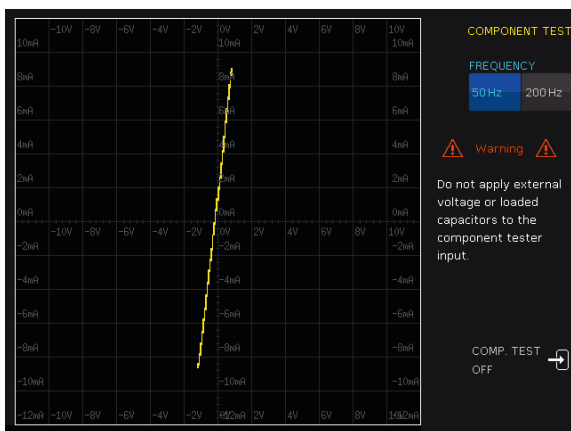 -10V -8V -6V -4V -2V 0V 2V 4V 6V 8V 10V
10mA 10mA 10mA
8mA 8mA 8mA
6mA 6mA 6mA
4mA 4mA 4mA
2mA 2mA 2mA
0mA 0mA 0mA
-10V -8V -6V -4V -2V 0V 2V 4V 6V 8V 10V
-2mA -2mA -2mA
-4mA -4mA -4mA
-6mA -6mA -6mA
-8mA -8mA -8mA
-10mA -10mA -10mA
-12mA -10V -8V -6V -4V -2V 2V 4V 6V 8V
COMPONENT TEST
FREQUENCY
50 Hz 200 Hz
Warning
Do not apply external
voltage or loaded
capacitors to the
component tester
input.
COMP. TEST
OFF